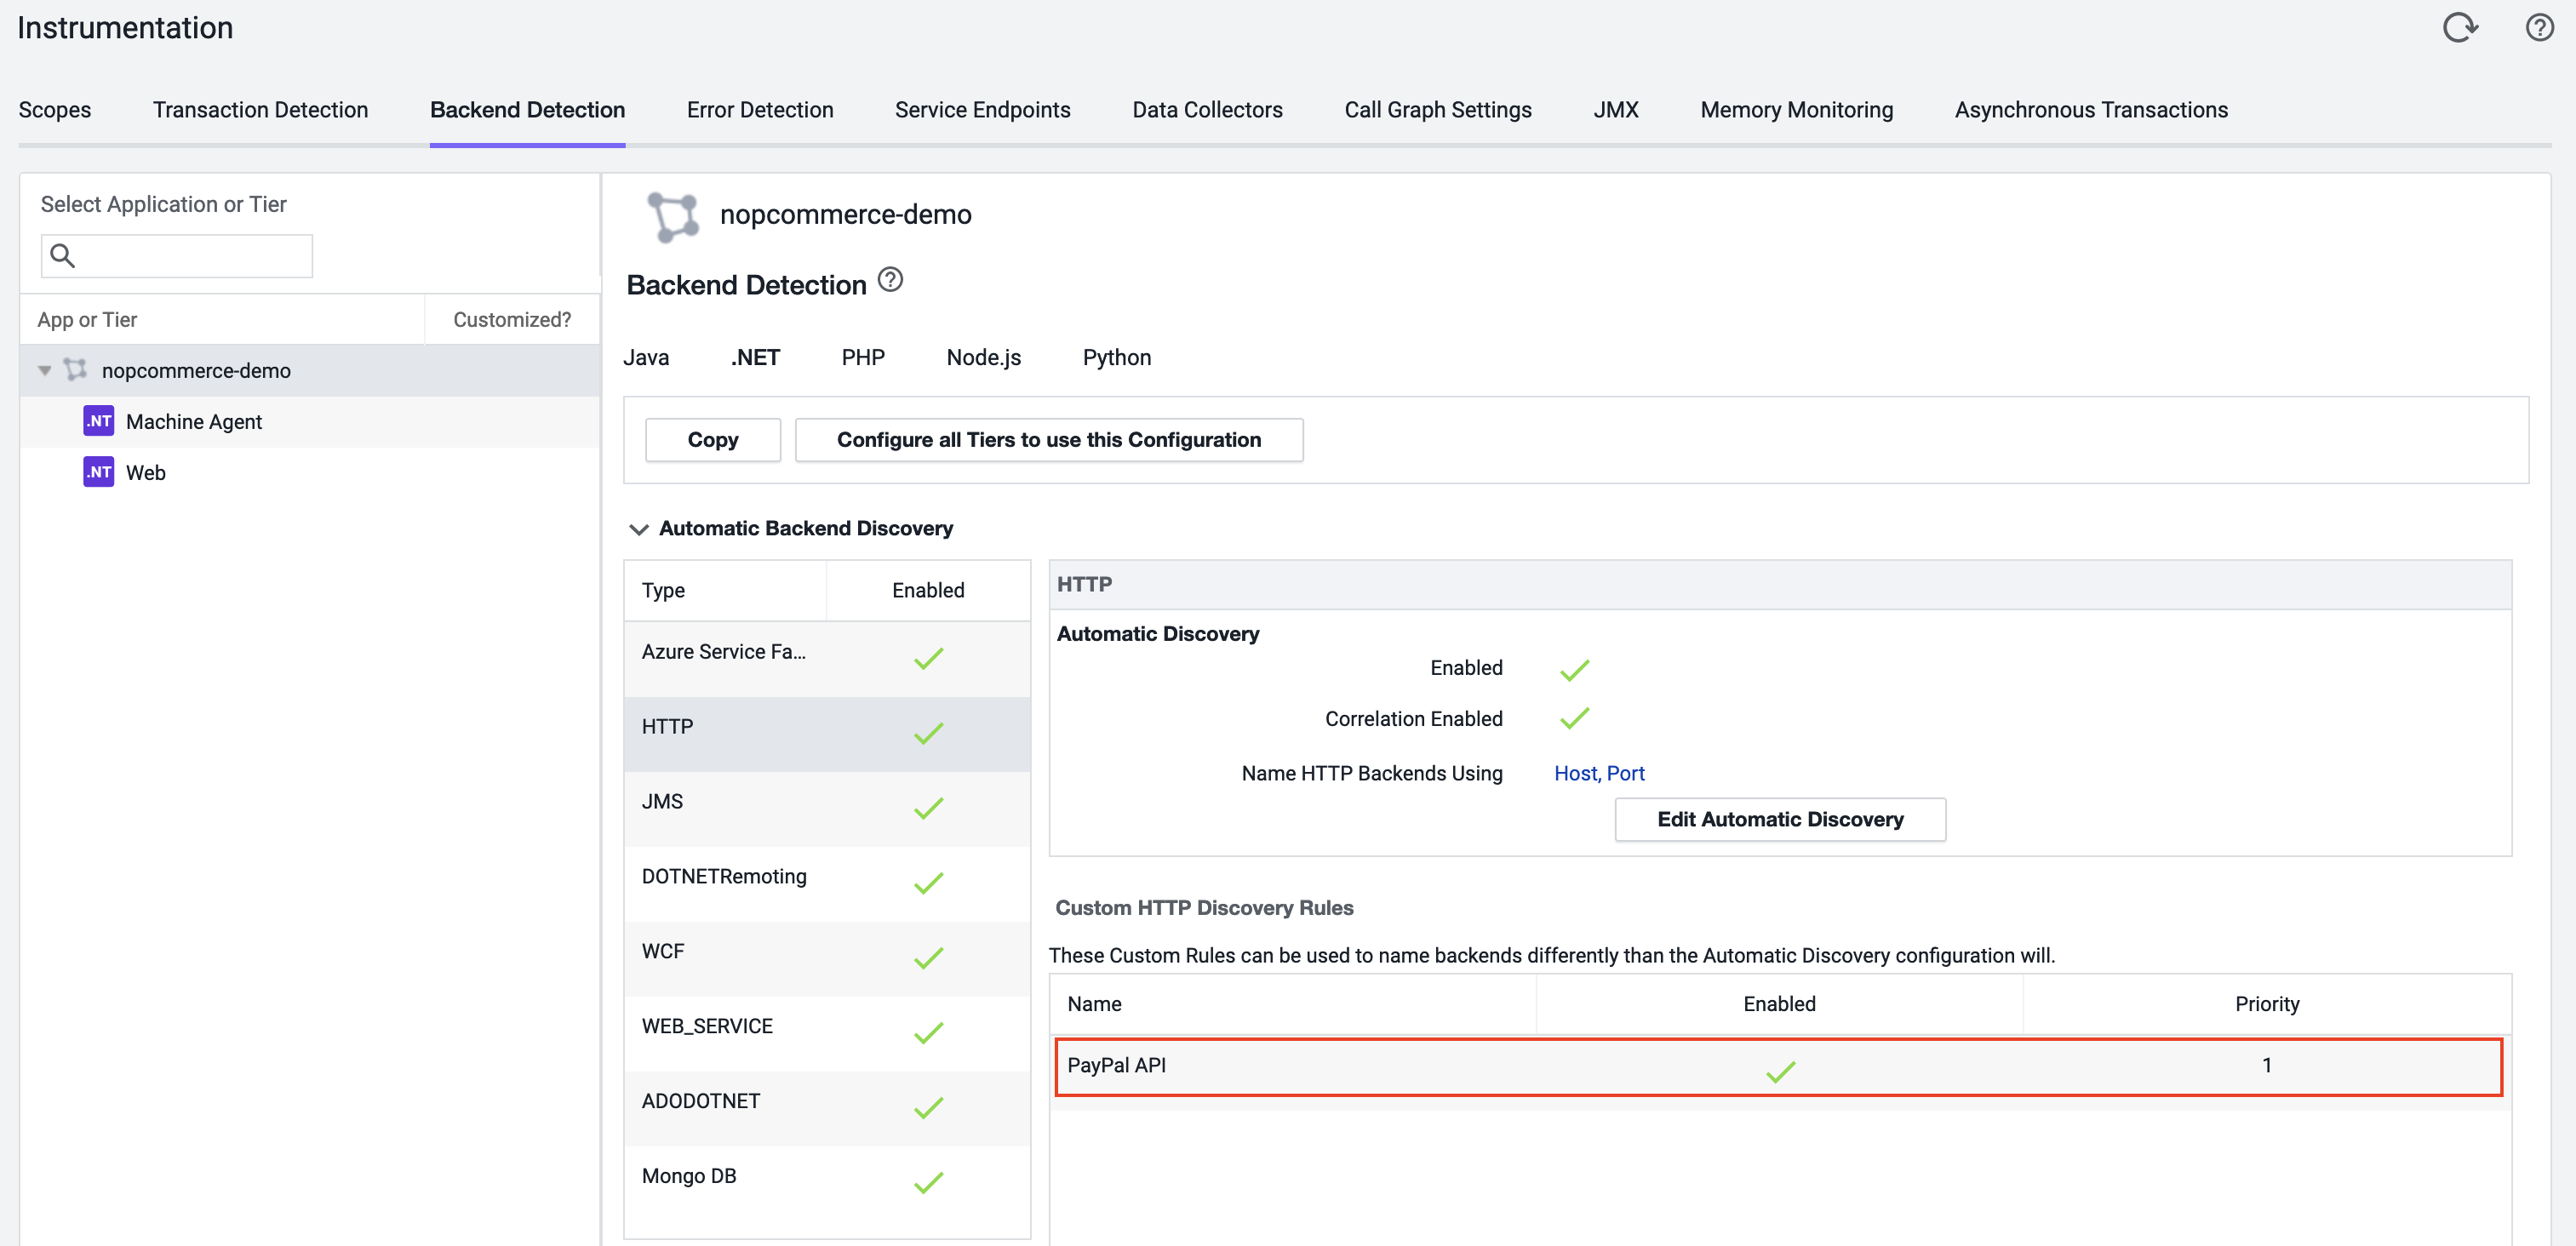 Instrumentation
Scopes Transaction Detection Backend Detection Error Detection Service Endpoints Data Collectors Call Graph Settings JMX Memory Monitoring Asynchronous Transactions
Select Application or Tier
App or Tier Customized?
nopcommerce-demo
.NT Machine Agent
.NT Web
nopcommerce-demo
Backend Detection ?
Java .NET PHP Node.js Python
Copy Configure all Tiers to use this Configuration
Automatic Backend Discovery
Type Enabled
Azure Service Fa...
HTTP
JMS
DOTNETRemoting
WCF
WEB_SERVICE
ADODOTNET
Mongo DB
HTTP
Automatic Discovery
Enabled
Correlation Enabled
Name HTTP Backends Using Host, Port
Edit Automatic Discovery
Custom HTTP Discovery Rules
These Custom Rules can be used to name backends differently than the Automatic Discovery configuration will.
Name Enabled Priority
PayPal API 1